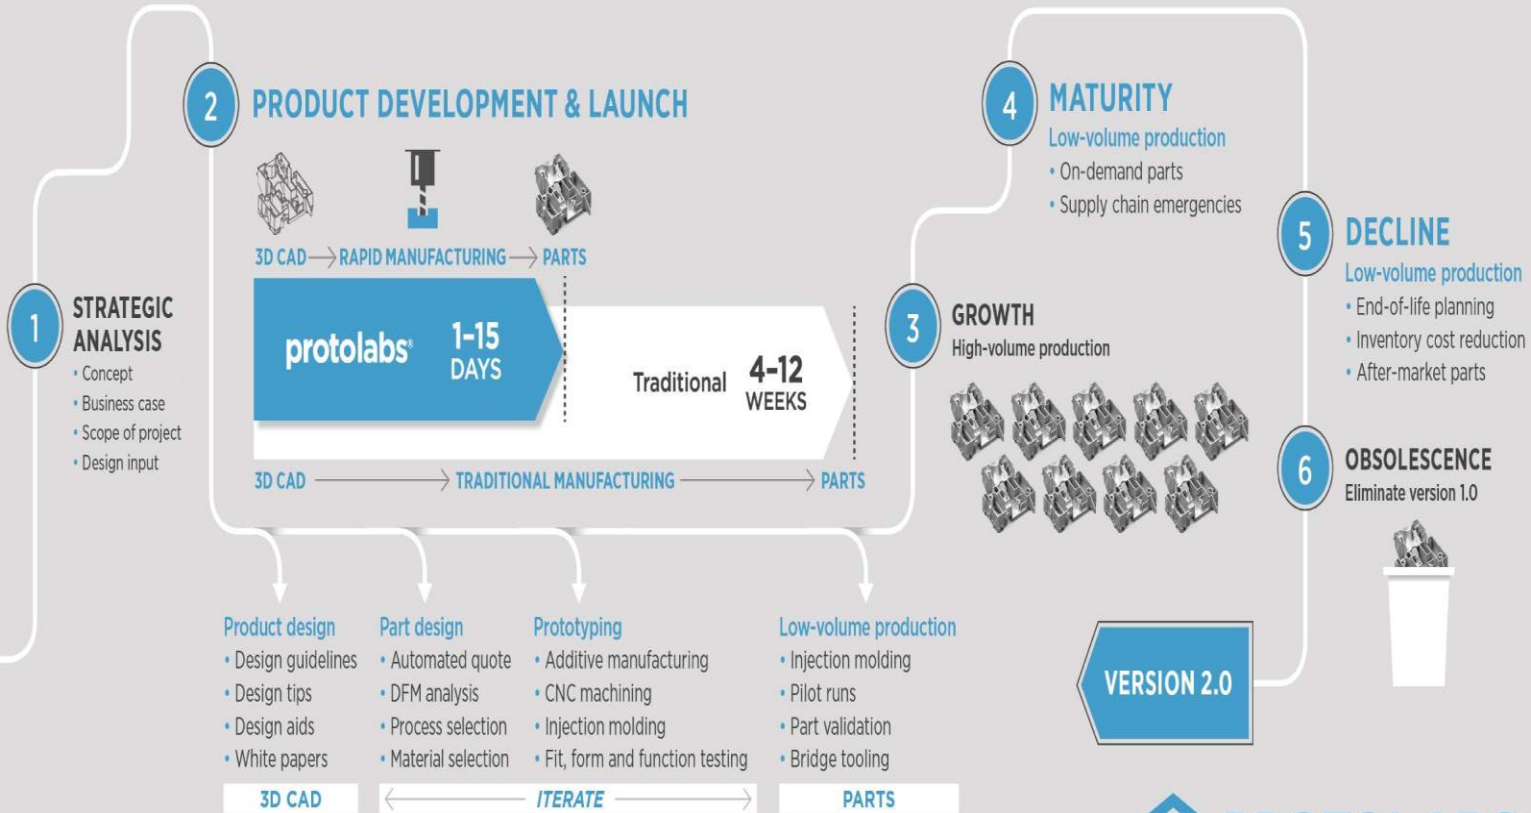 1
STRATEGIC
ANALYSIS
• Concept
• Business case
• Scope of project
• Design input
2
PRODUCT DEVELOPMENT & LAUNCH
3D CAD → RAPID MANUFACTURING → PARTS
protolabs®
1–15
DAYS
Traditional
4–12
WEEKS
3D CAD → TRADITIONAL MANUFACTURING → PARTS
Product design
• Design guidelines
• Design tips
• Design aids
• White papers
3D CAD
Part design
• Automated quote
• DFM analysis
• Process selection
• Material selection
Prototyping
• Additive manufacturing
• CNC machining
• Injection molding
• Fit, form and function testing
ITERATE
Low-volume production
• Injection molding
• Pilot runs
• Part validation
• Bridge tooling
PARTS
3
GROWTH
High-volume production
4
MATURITY
Low-volume production
• On-demand parts
• Supply chain emergencies
5
DECLINE
Low-volume production
• End-of-life planning
• Inventory cost reduction
• After-market parts
6
OBSOLESCENCE
Eliminate version 1.0
VERSION 2.0